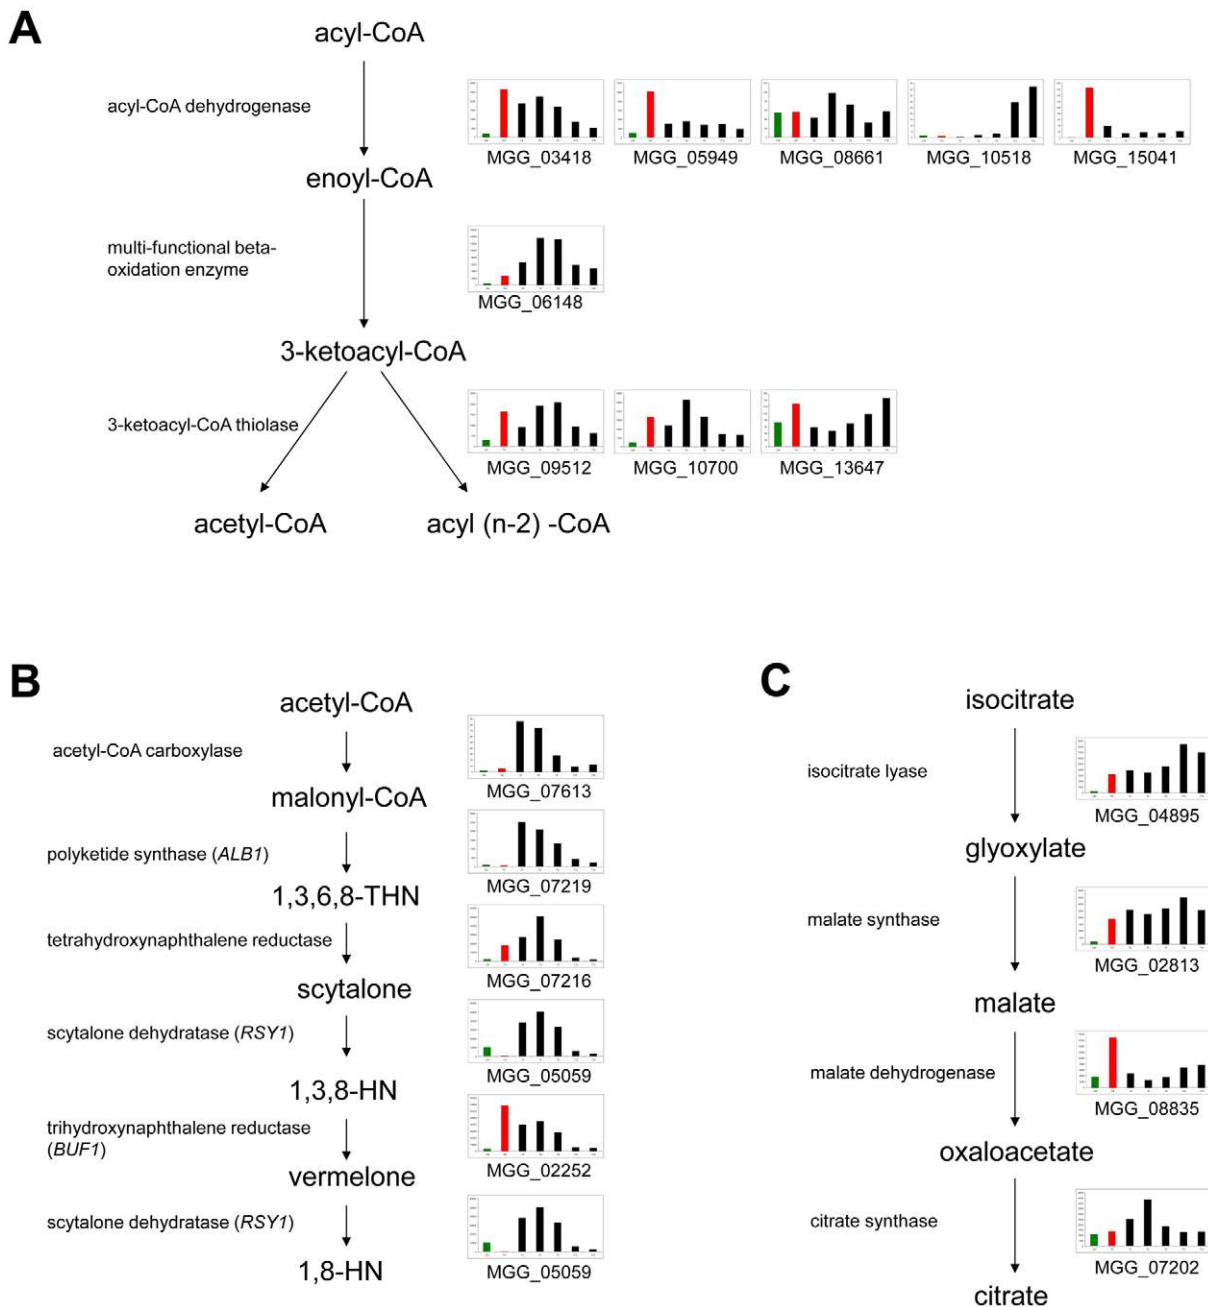 A
acyl-CoA
acyl-CoA dehydrogenase
MGG_03418 MGG_05949 MGG_08661 MGG_10518 MGG_15041
enoyl-CoA
multi-functional beta-
oxidation enzyme
MGG_06148
3-ketoacyl-CoA
3-ketoacyl-CoA thiolase
MGG_09512 MGG_10700 MGG_13647
acetyl-CoA
acyl (n-2) -CoA
B
acetyl-CoA
acetyl-CoA carboxylase
MGG_07613
malonyl-CoA
polyketide synthase (ALB1)
MGG_07219
1,3,6,8-THN
tetrahydroxynaphthalene reductase
MGG_07216
scytalone
scytalone dehydratase (RSY1)
MGG_05059
1,3,8-HN
trihydroxynaphthalene reductase
(BUF1)
MGG_02252
vermelone
scytalone dehydratase (RSY1)
MGG_05059
1,8-HN
C
isocitrate
isocitrate lyase
MGG_04895
glyoxylate
malate synthase
MGG_02813
malate
malate dehydrogenase
MGG_08835
oxaloacetate
citrate synthase
MGG_07202
citrate